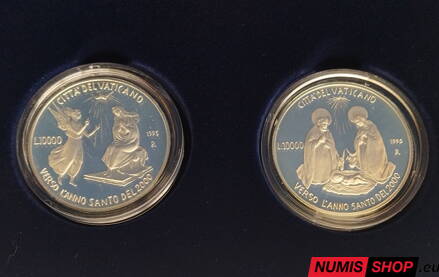 CITTA' DEL VATICANO
L.10000
1995
R
VERSO L'ANNO SANTO DEL 2000
CITTA' DEL VATICANO
L.10000
1995
R
VERSO L'ANNO SANTO DEL 2000
NUMIS SHOP.eu